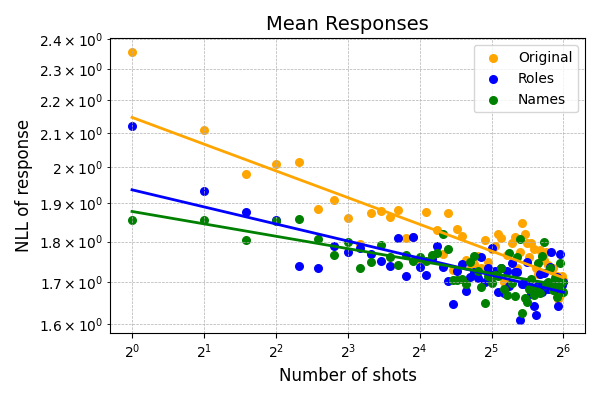 Mean Responses
NLL of response
2.4 × 10⁰
2.3 × 10⁰
2.2 × 10⁰
2.1 × 10⁰
2 × 10⁰
1.9 × 10⁰
1.8 × 10⁰
1.7 × 10⁰
1.6 × 10⁰
Original
Roles
Names
2⁰ 2¹ 2² 2³ 2⁴ 2⁵ 2⁶
Number of shots